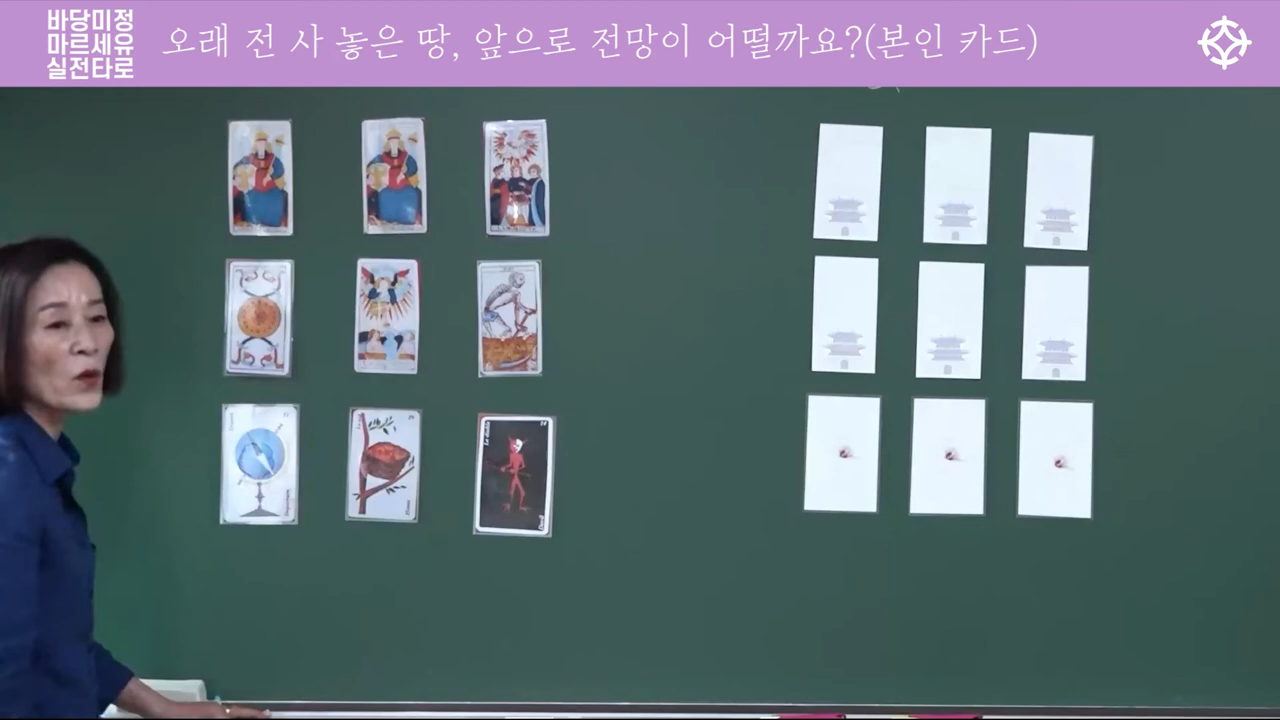 바당미정
마르세유
실전타로
오래 전 사 놓은 땅, 앞으로 전망이 어떨까요?(본인 카드)